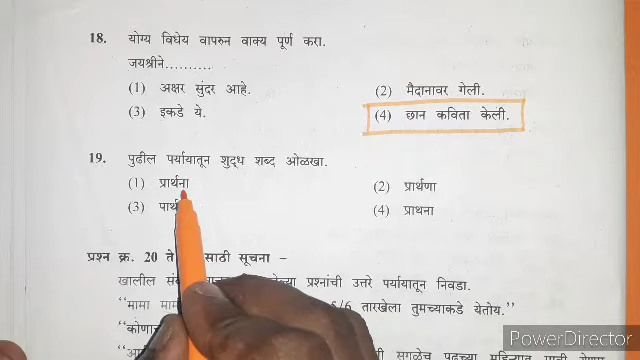 18. योग्य विधेय वापरुन वाक्य पूर्ण करा.
जयश्रीने..........
(1) अक्षर सुंदर आहे. (2) मैदानावर गेली.
(3) इकडे ये. (4) छान कविता केली.
19. पुढील पर्यायातून शुद्ध शब्द ओळखा.
(1) प्रार्थना (2) प्रार्थणा
(3) (4) प्राथना
प्रश्न क्र. 20 ते साठी सूचना –
खालील प्रश्नांची उत्तरे पर्यायातून निवडा.
"मामा 5/6 तारखेला तुमच्याकडे येतोय."
PowerDirector